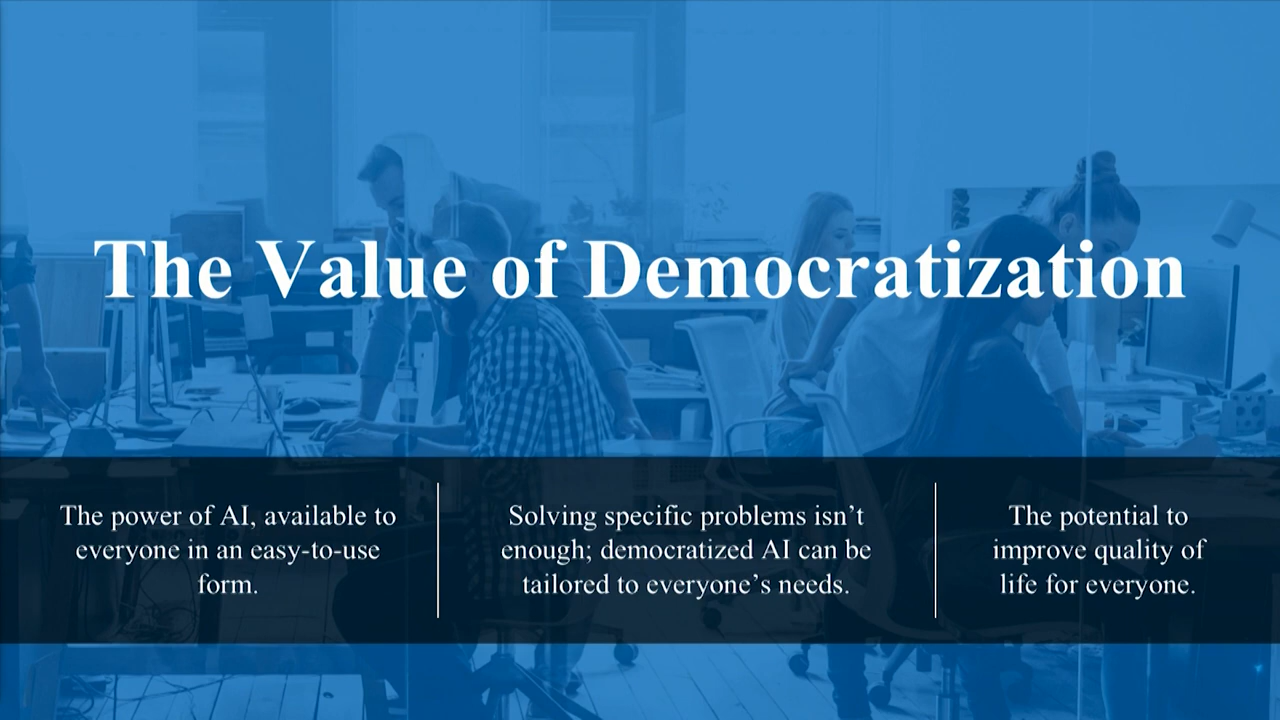 The Value of Democratization
The power of AI, available to
everyone in an easy-to-use
form.
Solving specific problems isn’t
enough; democratized AI can be
tailored to everyone’s needs.
The potential to
improve quality of
life for everyone.